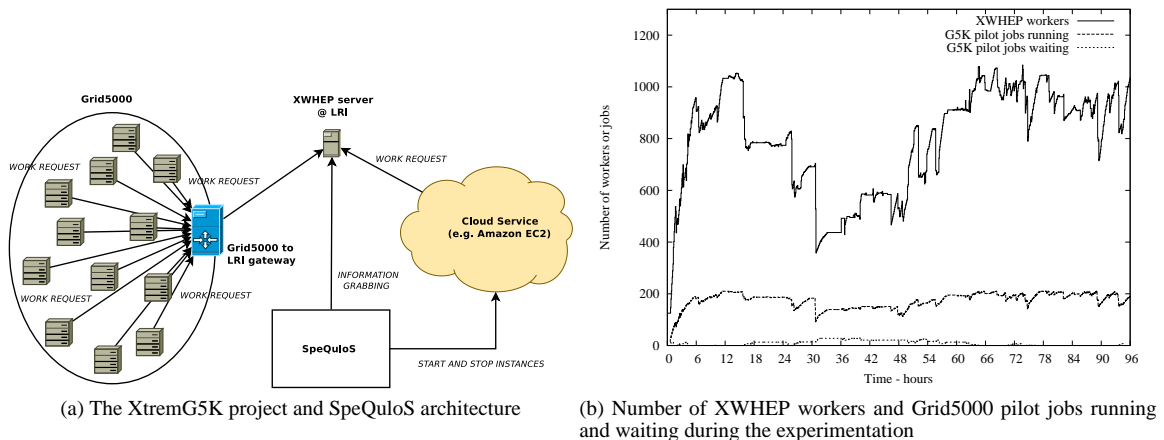 Grid5000
WORK REQUEST
WORK REQUEST
WORK REQUEST
WORK REQUEST
Grid5000 to
LRI gateway
XWHEP server
@ LRI
WORK REQUEST
Cloud Service
(e.g. Amazon EC2)
INFORMATION
GRABBING
SpeQuloS
START AND STOP INSTANCES
(a) The XtremG5K project and SpeQuloS architecture
XWHEP workers
G5K pilot jobs running
G5K pilot jobs waiting
Number of workers or jobs
1200
1000
800
600
400
200
0
0 6 12 18 24 30 36 42 48 54 60 66 72 78 84 90 96
Time - hours
(b) Number of XWHEP workers and Grid5000 pilot jobs running
and waiting during the experimentation